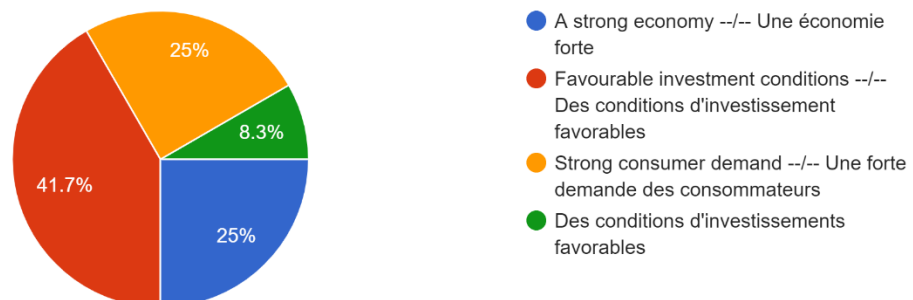 25%
8.3%
41.7%
25%
A strong economy --/-- Une économie
forte
Favourable investment conditions --/--
Des conditions d'investissement
favorables
Strong consumer demand --/-- Une forte
demande des consommateurs
Des conditions d'investissements
favorables